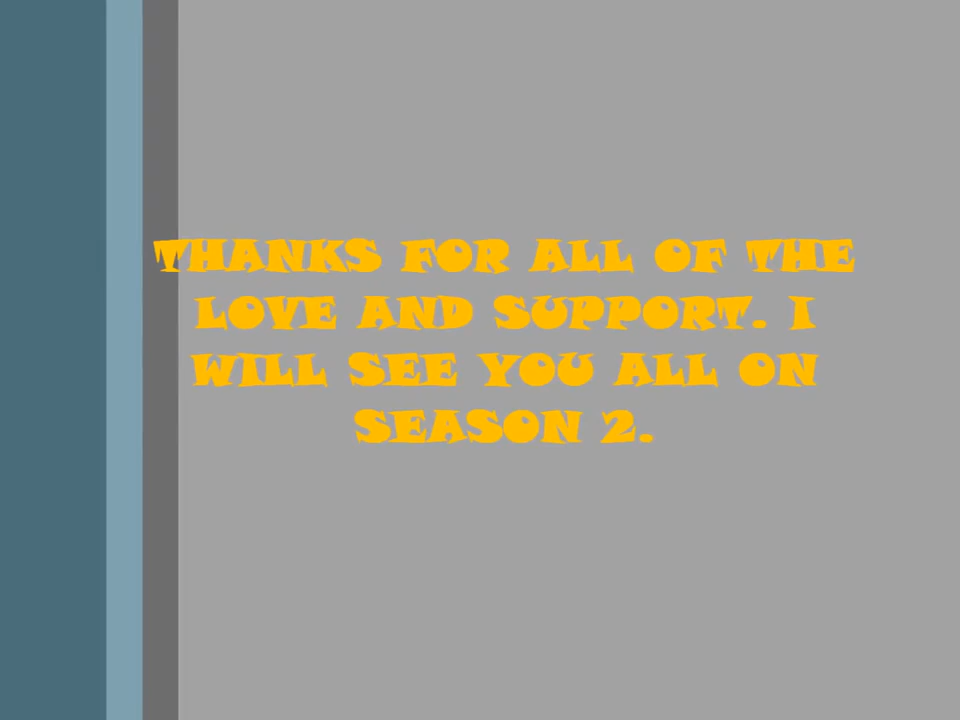 THANKS FOR ALL OF THE
LOVE AND SUPPORT. I
WILL SEE YOU ALL ON
SEASON 2.